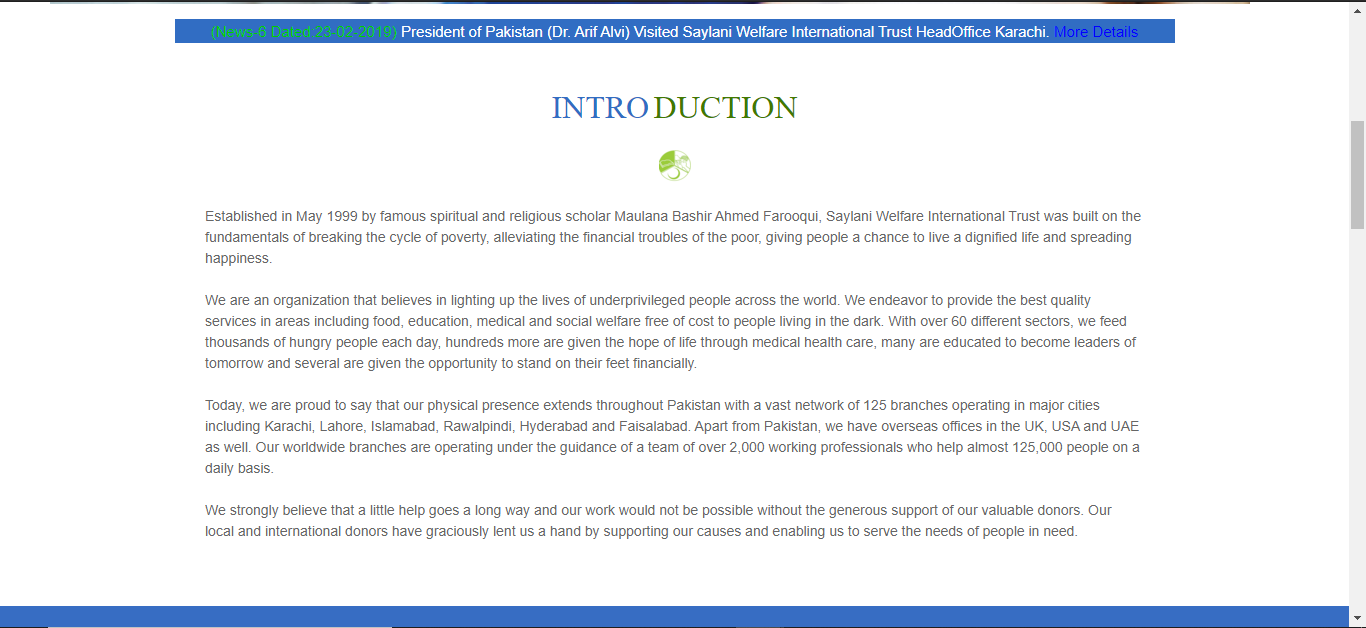 (News-6 Dated:23-02-2019) President of Pakistan (Dr. Arif Alvi) Visited Saylani Welfare International Trust HeadOffice Karachi. More Details
INTRO DUCTION
Established in May 1999 by famous spiritual and religious scholar Maulana Bashir Ahmed Farooqui, Saylani Welfare International Trust was built on the
fundamentals of breaking the cycle of poverty, alleviating the financial troubles of the poor, giving people a chance to live a dignified life and spreading
happiness.
We are an organization that believes in lighting up the lives of underprivileged people across the world. We endeavor to provide the best quality
services in areas including food, education, medical and social welfare free of cost to people living in the dark. With over 60 different sectors, we feed
thousands of hungry people each day, hundreds more are given the hope of life through medical health care, many are educated to become leaders of
tomorrow and several are given the opportunity to stand on their feet financially.
Today, we are proud to say that our physical presence extends throughout Pakistan with a vast network of 125 branches operating in major cities
including Karachi, Lahore, Islamabad, Rawalpindi, Hyderabad and Faisalabad. Apart from Pakistan, we have overseas offices in the UK, USA and UAE
as well. Our worldwide branches are operating under the guidance of a team of over 2,000 working professionals who help almost 125,000 people on a
daily basis.
We strongly believe that a little help goes a long way and our work would not be possible without the generous support of our valuable donors. Our
local and international donors have graciously lent us a hand by supporting our causes and enabling us to serve the needs of people in need.